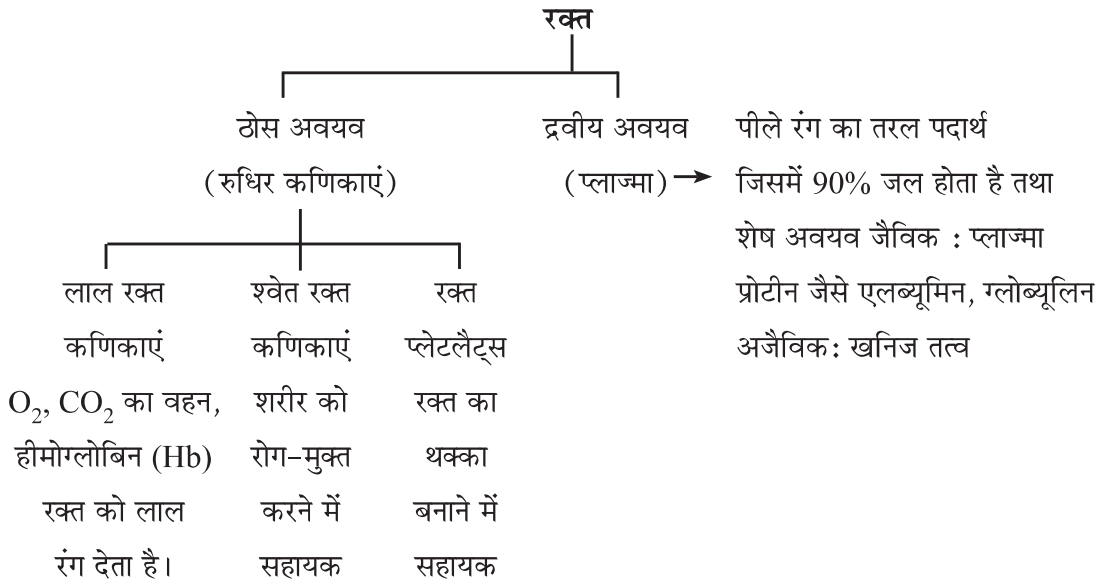 रक्त
ठोस अवयव
(रुधिर कणिकाएं)
द्रवीय अवयव
(प्लाज्मा)
पीले रंग का तरल पदार्थ
जिसमें 90% जल होता है तथा
शेष अवयव जैविक : प्लाज्मा
प्रोटीन जैसे एलब्यूमिन, ग्लोब्यूलिन
अजैविक: खनिज तत्व
लाल रक्त
कणिकाएं
O₂, CO₂ का वहन,
हीमोग्लोबिन (Hb)
रक्त को लाल
रंग देता है।
श्वेत रक्त
कणिकाएं
शरीर को
रोग-मुक्त
करने में
सहायक
रक्त
प्लेटलैट्स
रक्त का
थक्का
बनाने में
सहायक